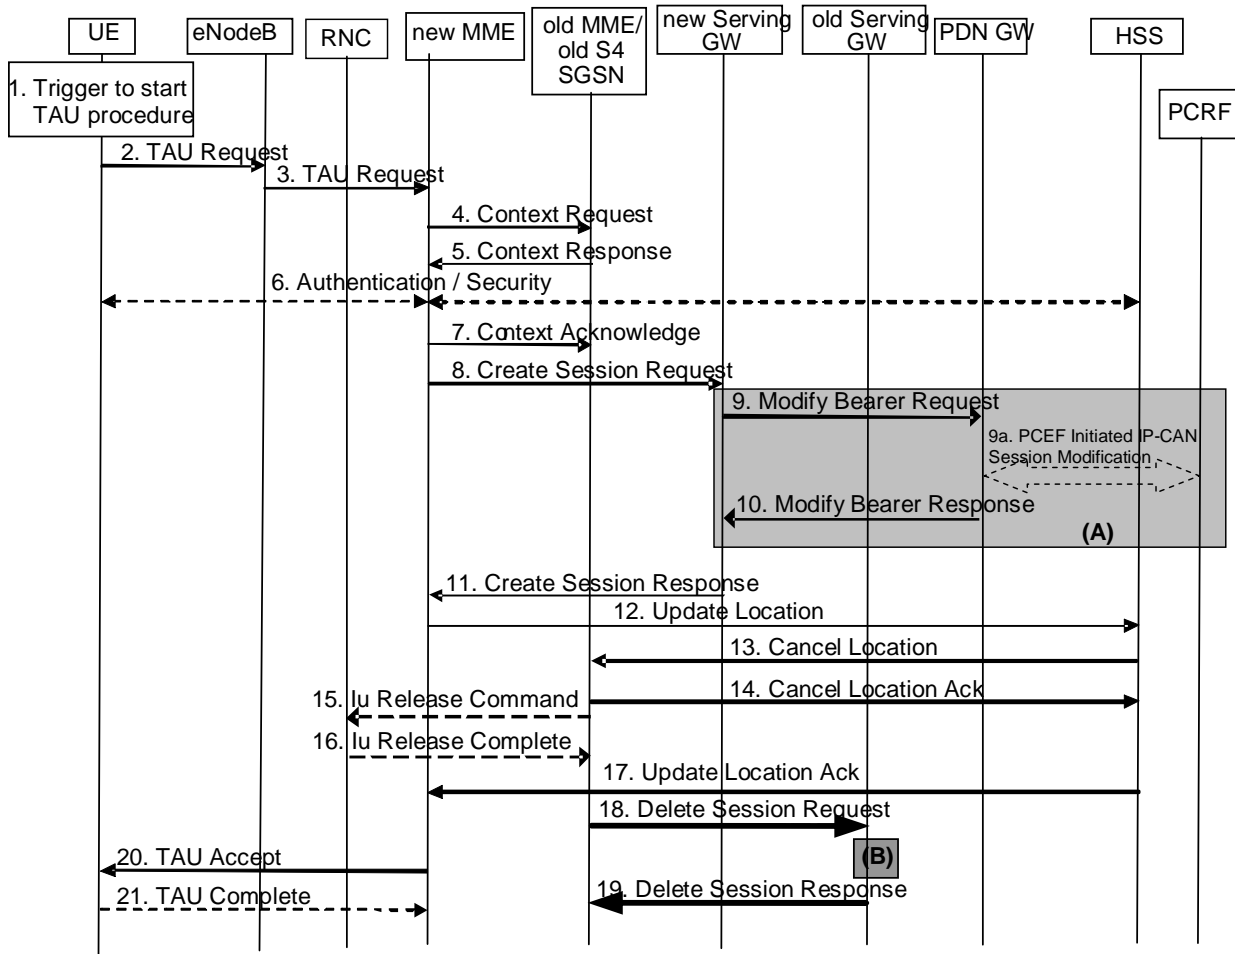 UE
eNodeB
RNC
new MME
old MME/
old S4
SGSN
new Serving
GW
old Serving
GW
PDN GW
HSS
PCRF
1. Trigger to start
TAU procedure
2. TAU Request
3. TAU Request
4. Context Request
5. Context Response
6. Authentication / Security
7. Context Acknowledge
8. Create Session Request
9. Modify Bearer Request
9a. PCEF Initiated IP-CAN
Session Modification
10. Modify Bearer Response
(A)
11. Create Session Response
12. Update Location
13. Cancel Location
14. Cancel Location Ack
15. Iu Release Command
16. Iu Release Complete
17. Update Location Ack
18. Delete Session Request
(B)
20. TAU Accept
19. Delete Session Response
21. TAU Complete